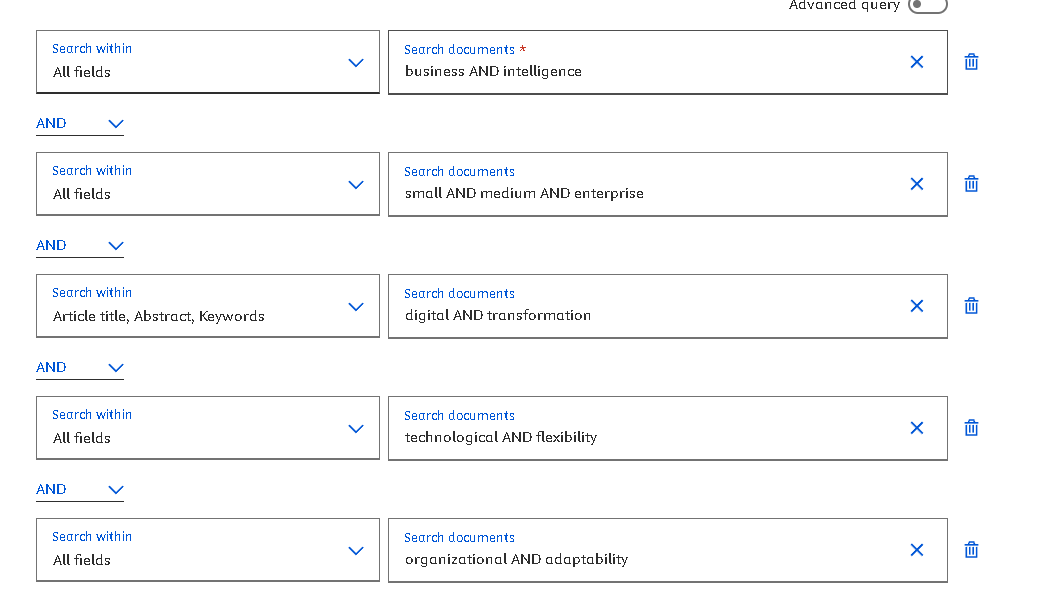 Advanced query
Search within
All fields
Search documents *
business AND intelligence
AND
Search within
All fields
Search documents
small AND medium AND enterprise
AND
Search within
Article title, Abstract, Keywords
Search documents
digital AND transformation
AND
Search within
All fields
Search documents
technological AND flexibility
AND
Search within
All fields
Search documents
organizational AND adaptability